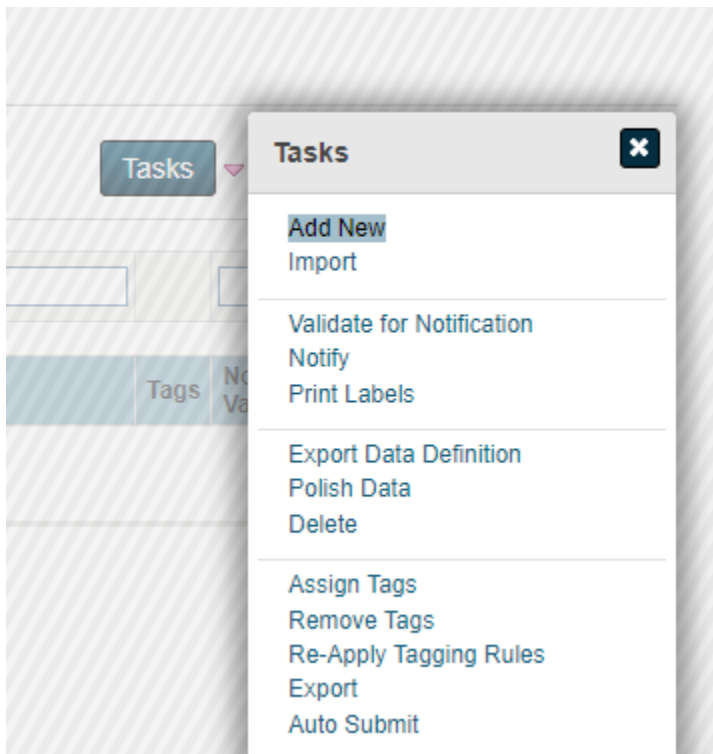 Tasks
Tasks
Add New
Import
Validate for Notification
Notify
Print Labels
Export Data Definition
Polish Data
Delete
Assign Tags
Remove Tags
Re-Apply Tagging Rules
Export
Auto Submit
Tags